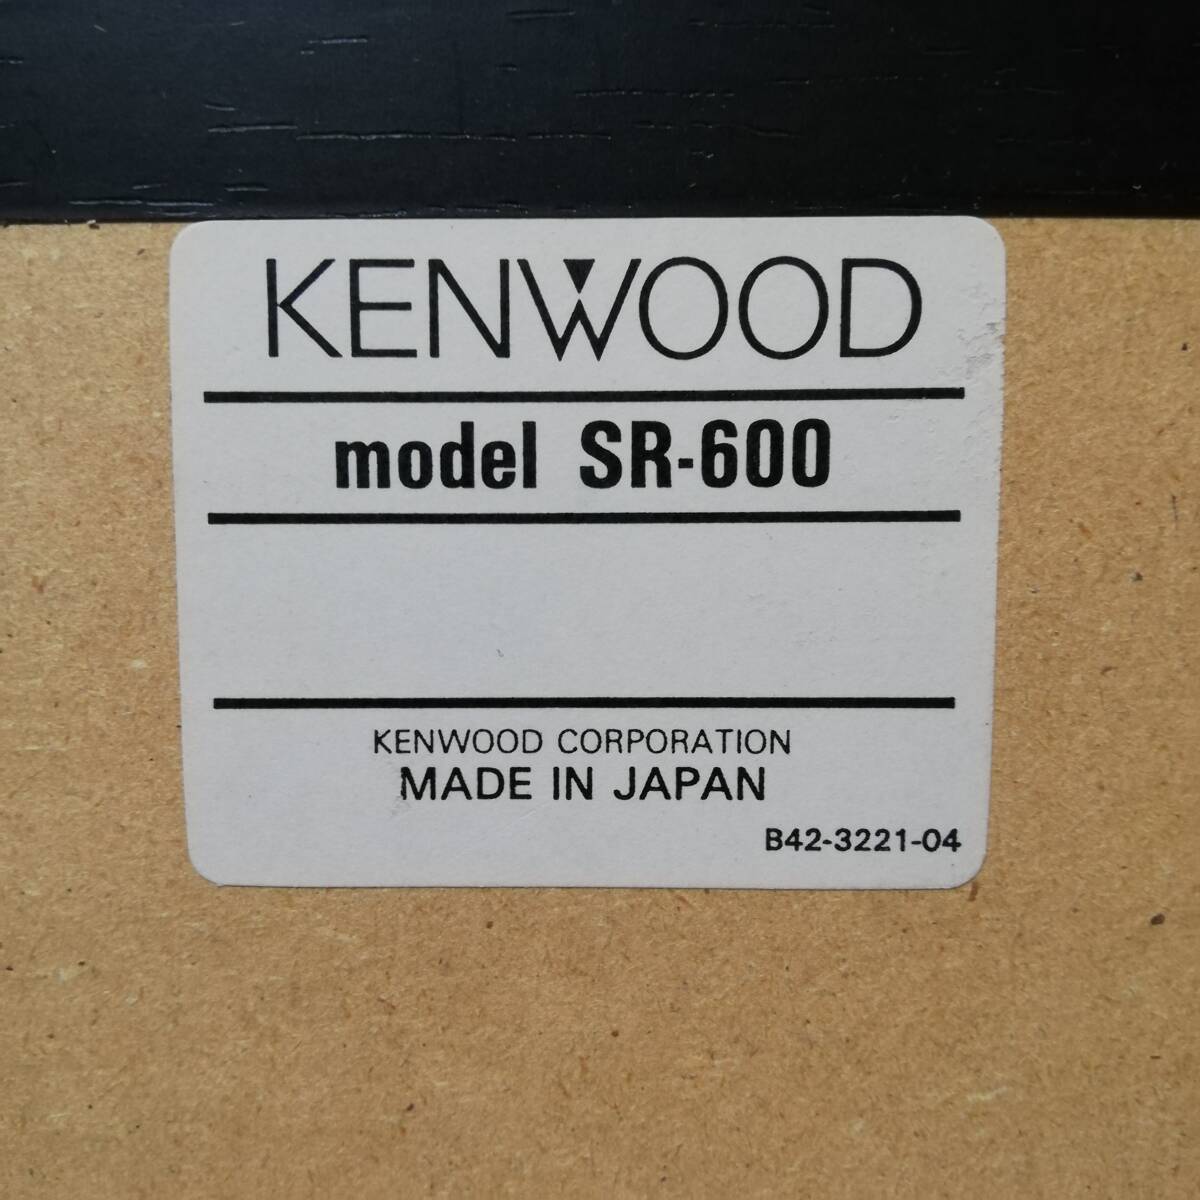 KENWOOD
model SR-600
KENWOOD CORPORATION
MADE IN JAPAN
B42-3221-04